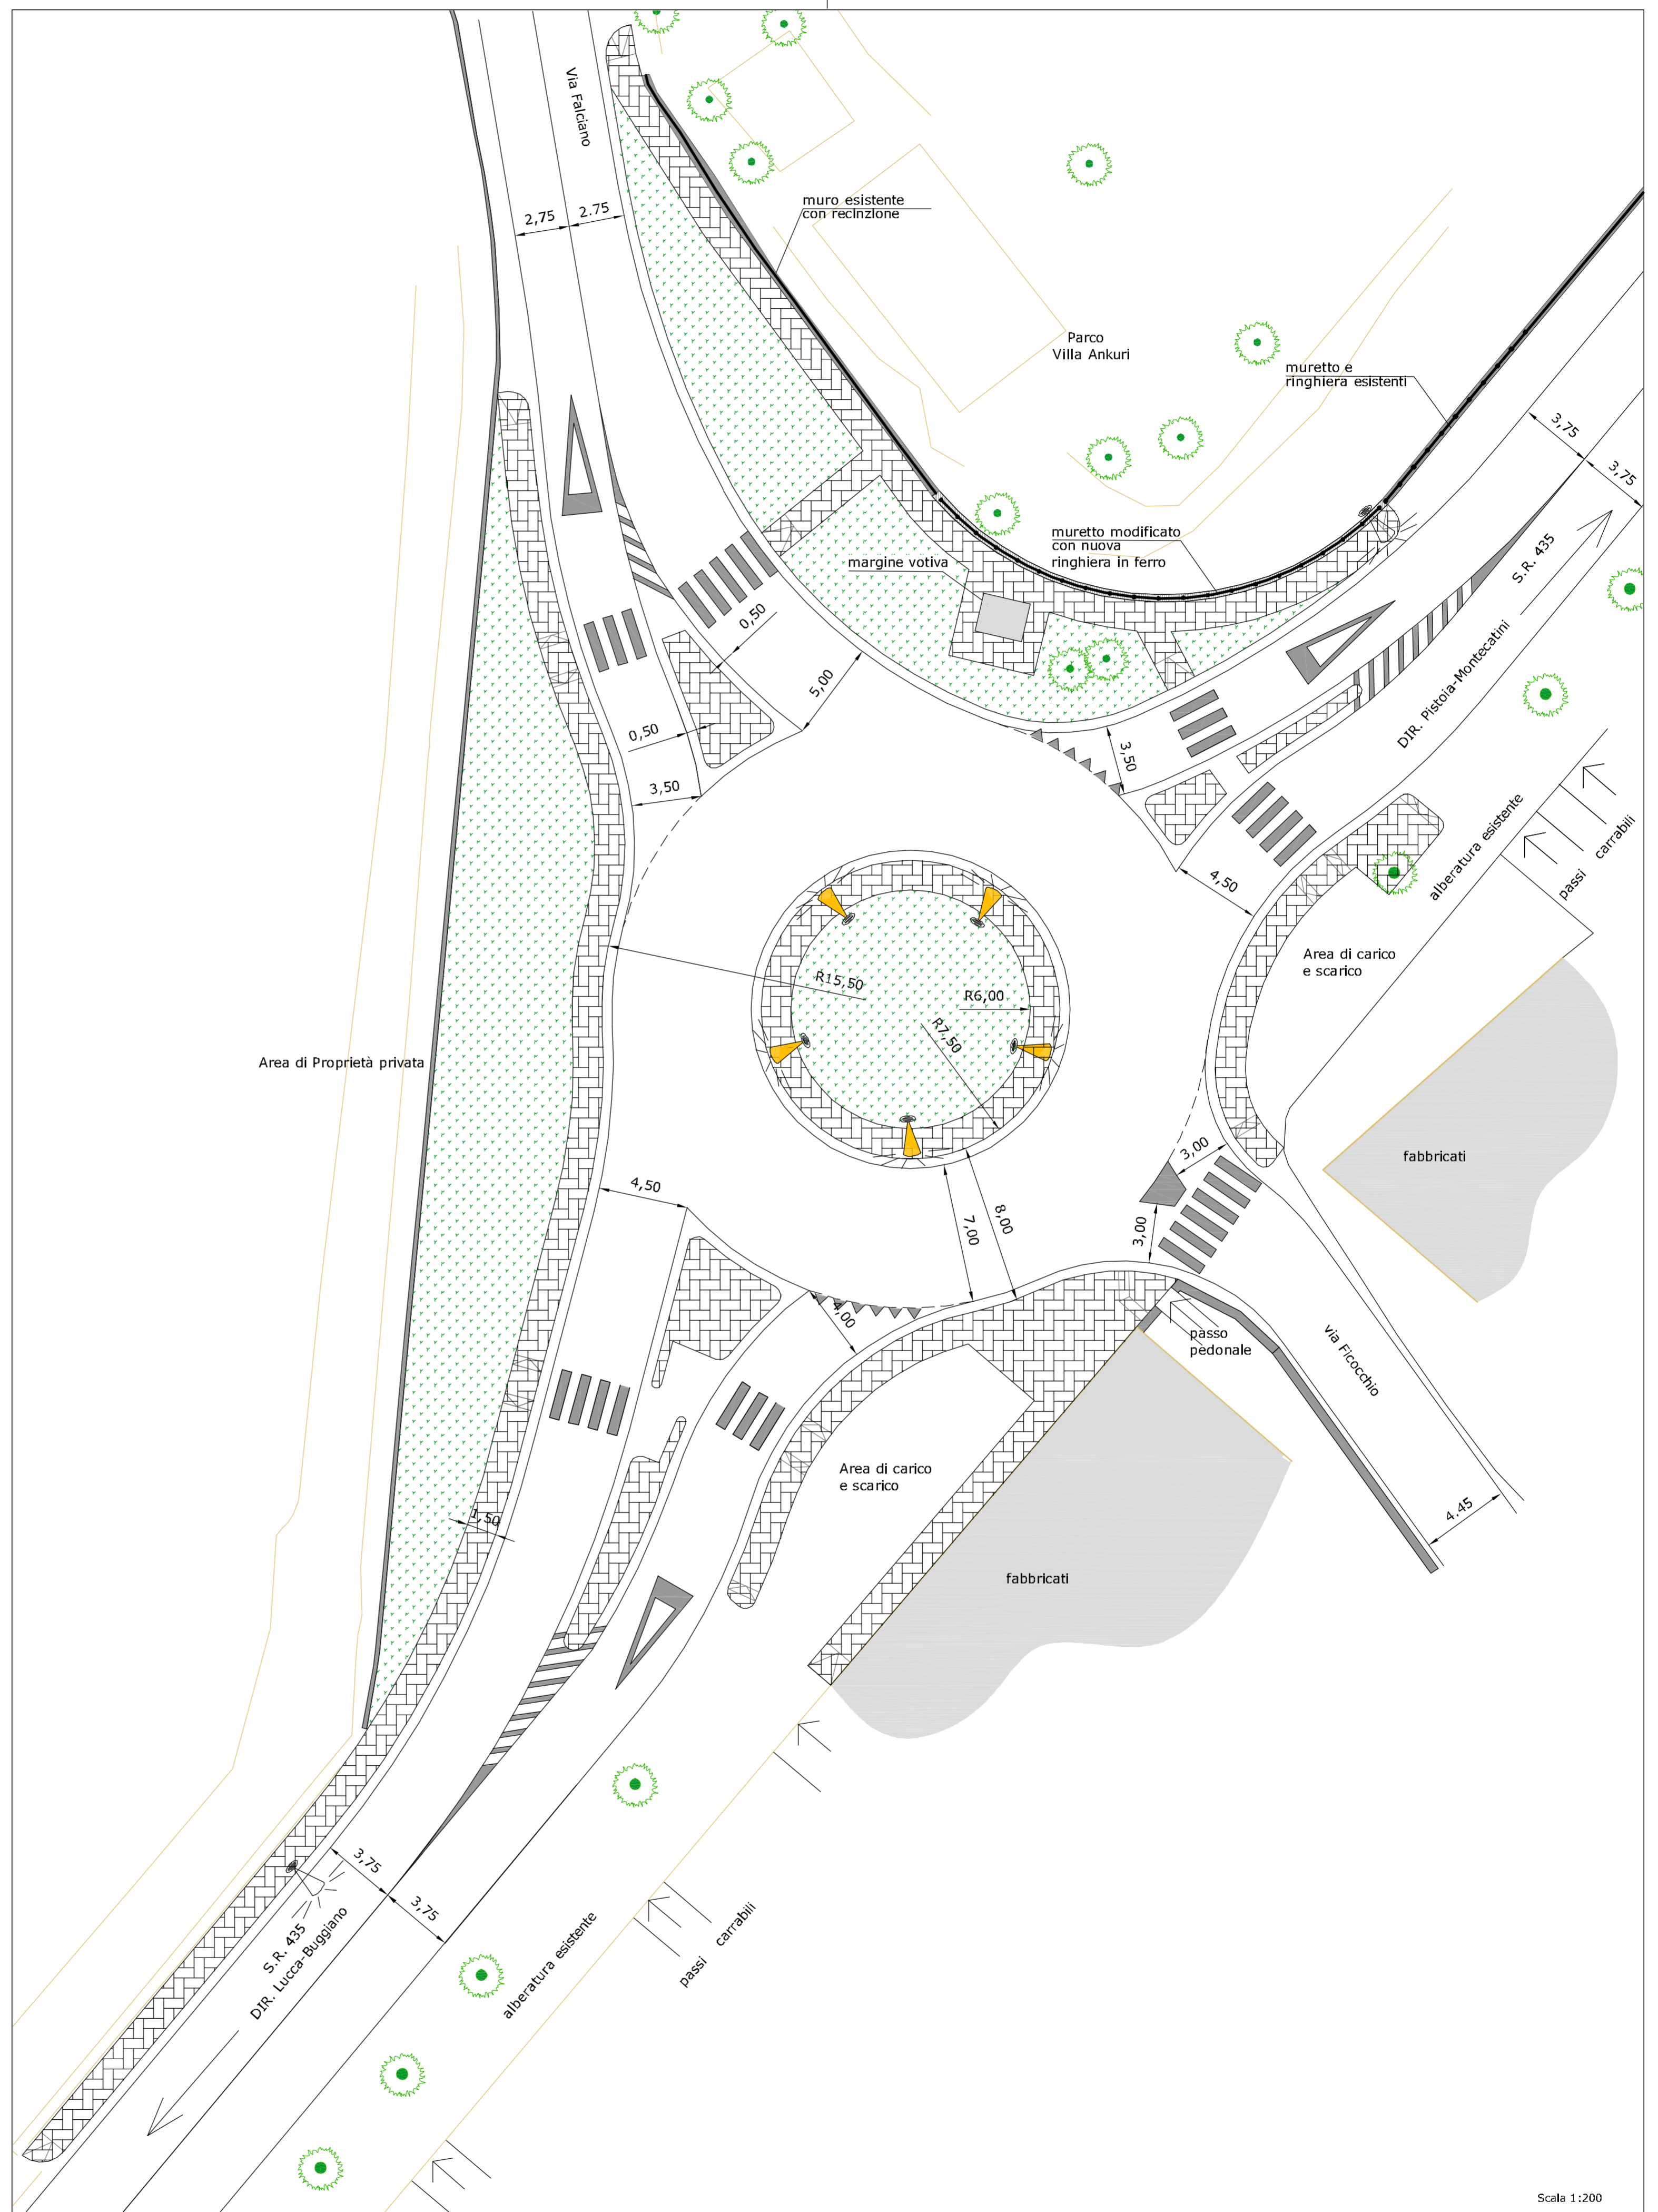 Via Falciano
2,75
2.75
muro esistente
con recinzione
Parco
Villa Ankuri
muretto e
ringhiera esistenti
3,75
3,75
S.R. 435
DIR. Pistoia-Montecatini
muretto modificato
con nuova
ringhiera in ferro
margine votiva
0,50
5,00
0,50
3,50
3,50
4,50
alberatura esistente
passi carrabili
Area di carico
e scarico
R15,50
R6,00
R7,50
Area di Proprietà privata
fabbricati
3,00
3,00
4,50
7,00
8,00
4,00
passo
pedonale
via Ficocchio
4.45
Area di carico
e scarico
1,50
fabbricati
3,75
3,75
S.R. 435
DIR. Lucca-Buggiano
alberatura esistente
passi carrabili
Scala 1:200